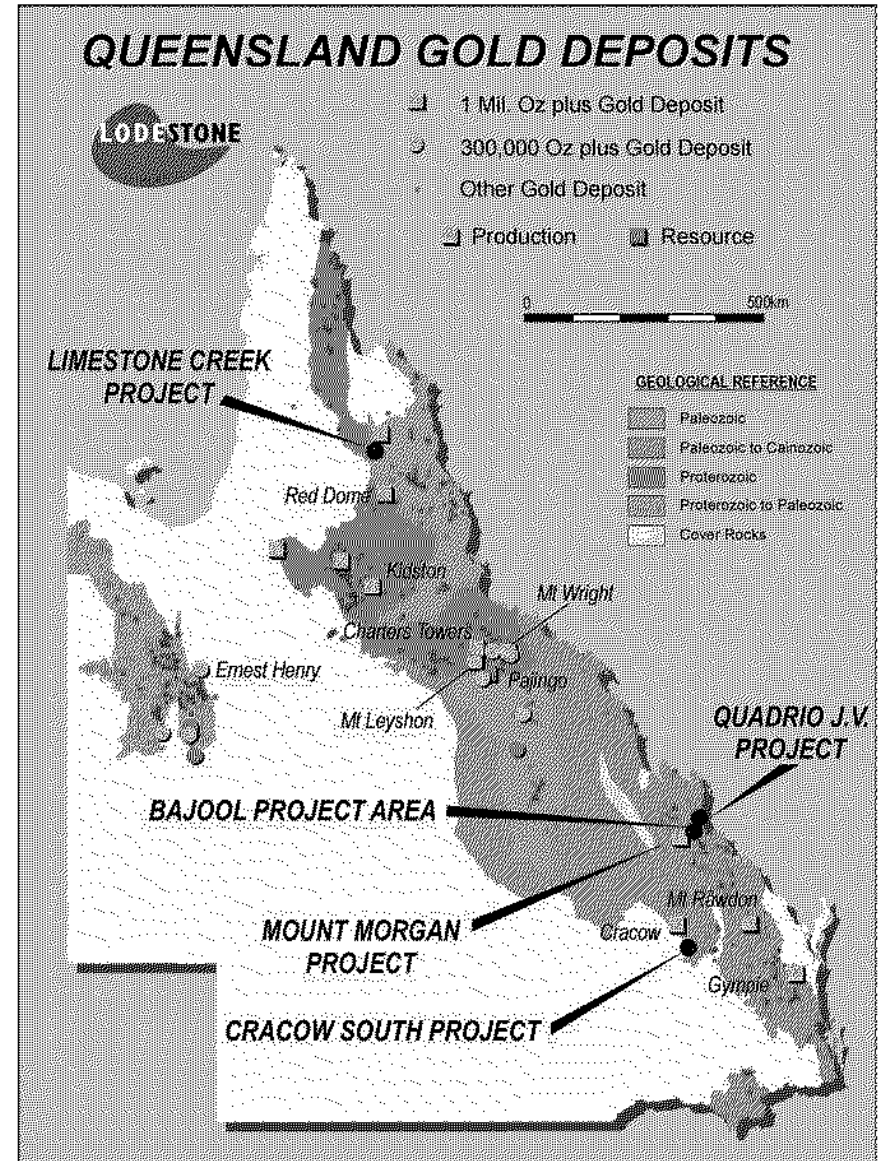 QUEENSLAND GOLD DEPOSITS
LODESTONE
1 Mil. Oz plus Gold Deposit
300,000 Oz plus Gold Deposit
Other Gold Deposit
Production
Resource
0
500km
LIMESTONE CREEK
PROJECT
GEOLOGICAL REFERENCE
Paleozoic
Paleozoic to Cainozoic
Proterozoic
Proterozoic to Paleozoic
Cover Rocks
Red Dome
Kidston
Mt Wright
Charters Towers
Ernest Henry
Pajingo
Mt Leyshon
QUADRIO J.V.
PROJECT
BAJOOL PROJECT AREA
Mt Rawdon
MOUNT MORGAN
PROJECT
Cracow
Gympie
CRACOW SOUTH PROJECT